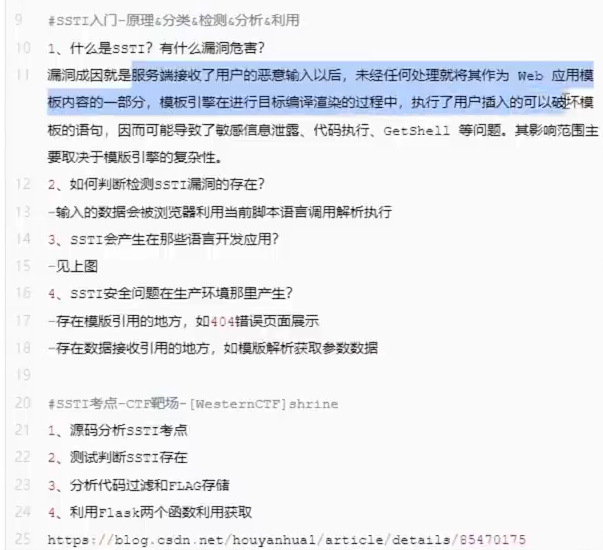 9 #SSTI入门-原理&分类&检测&分析&利用
10 1、什么是SSTI？有什么漏洞危害？
11 漏洞成因就是服务端接收了用户的恶意输入以后，未经任何处理就将其作为 Web 应用模
板内容的一部分，模板引擎在进行目标编译渲染的过程中，执行了用户插入的可以破坏模
板的语句，因而可能导致了敏感信息泄露、代码执行、GetShell 等问题。其影响范围主
要取决于模版引擎的复杂性。
12 2、如何判断检测SSTI漏洞的存在？
13 -输入的数据会被浏览器利用当前脚本语言调用解析执行
14 3、SSTI会产生在那些语言开发应用？
15 -见上图
16 4、SSTI安全问题在生产环境那里产生？
17 -存在模版引用的地方，如404错误页面展示
18 -存在数据接收引用的地方，如模版解析获取参数数据
19
20 #SSTI考点-CTF靶场-[WesternCTF]shrine
21 1、源码分析SSTI考点
22 2、测试判断SSTI存在
23 3、分析代码过滤和FLAG存储
24 4、利用Flask两个函数利用获取
25 https://blog.csdn.net/houyanhua1/article/details/85470175